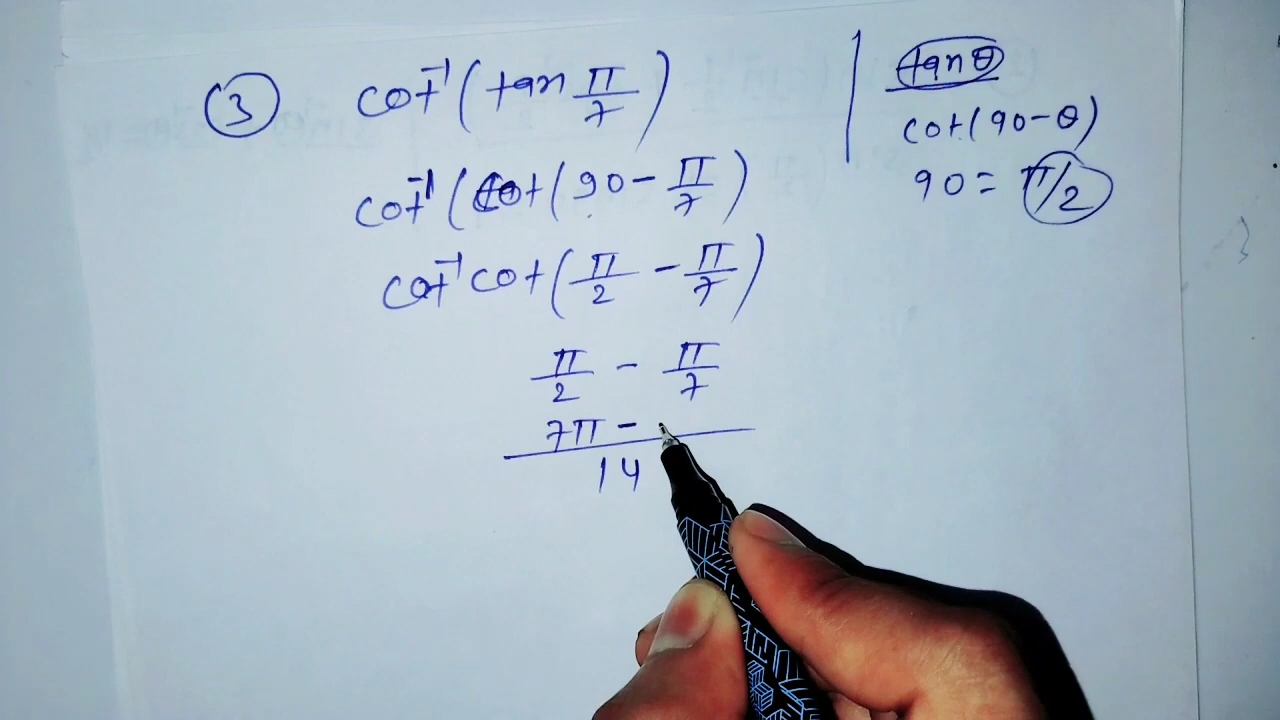 ③ cot⁻¹(tan π/7)
cot⁻¹(cot(90-π/7)
cot⁻¹cot(π/2 - π/7)
π/2 - π/7
7π -
14
tanθ
cot(90-θ)
90 = π/2